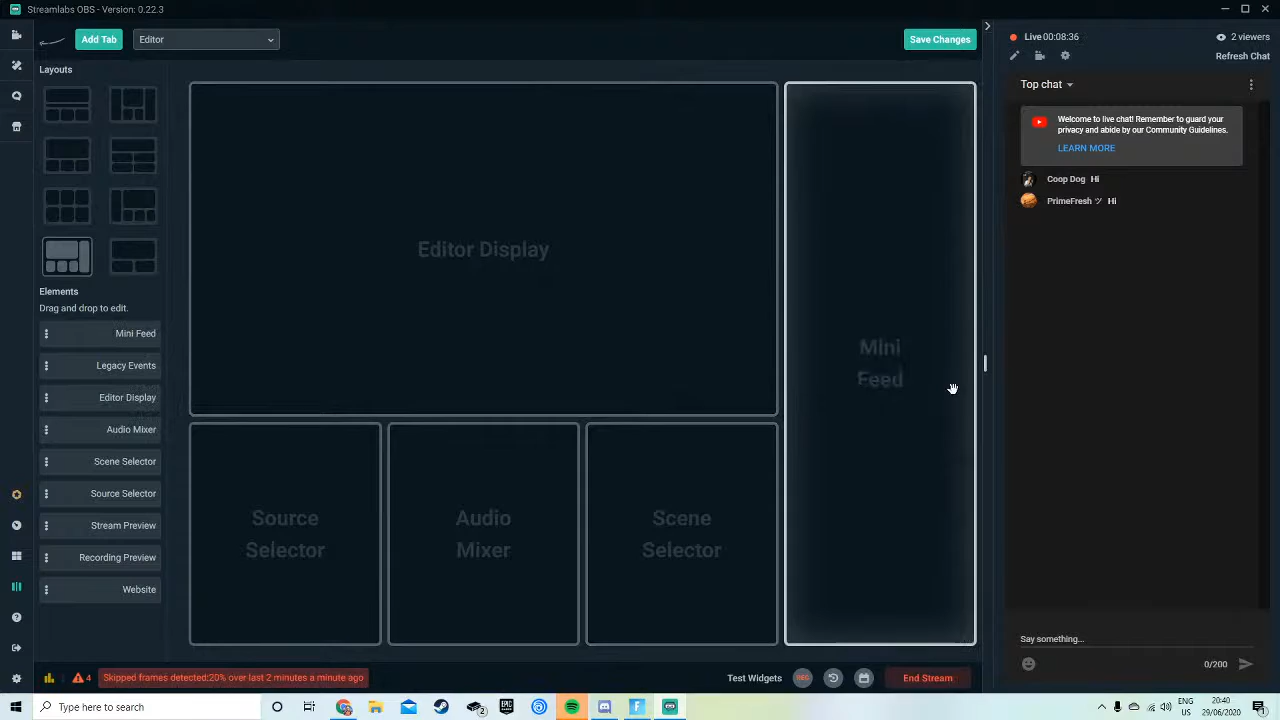 Streamlabs OBS - Version: 0.22.3
Add Tab
Editor
Save Changes
Live 00:08:36
2 viewers
Refresh Chat
Layouts
Top chat
Welcome to live chat! Remember to guard your
privacy and abide by our Community Guidelines.
LEARN MORE
Coop Dog Hi
PrimeFresh ツ Hi
Editor Display
Elements
Drag and drop to edit.
Mini Feed
Legacy Events
Editor Display
Audio Mixer
Scene Selector
Source Selector
Stream Preview
Recording Preview
Website
Mini
Feed
Source
Selector
Audio
Mixer
Scene
Selector
Say something...
0/200
4
Skipped frames detected:20% over last 2 minutes a minute ago
Test Widgets
REC
End Stream
Type here to search
ENG
US
20:40
29/06/2020